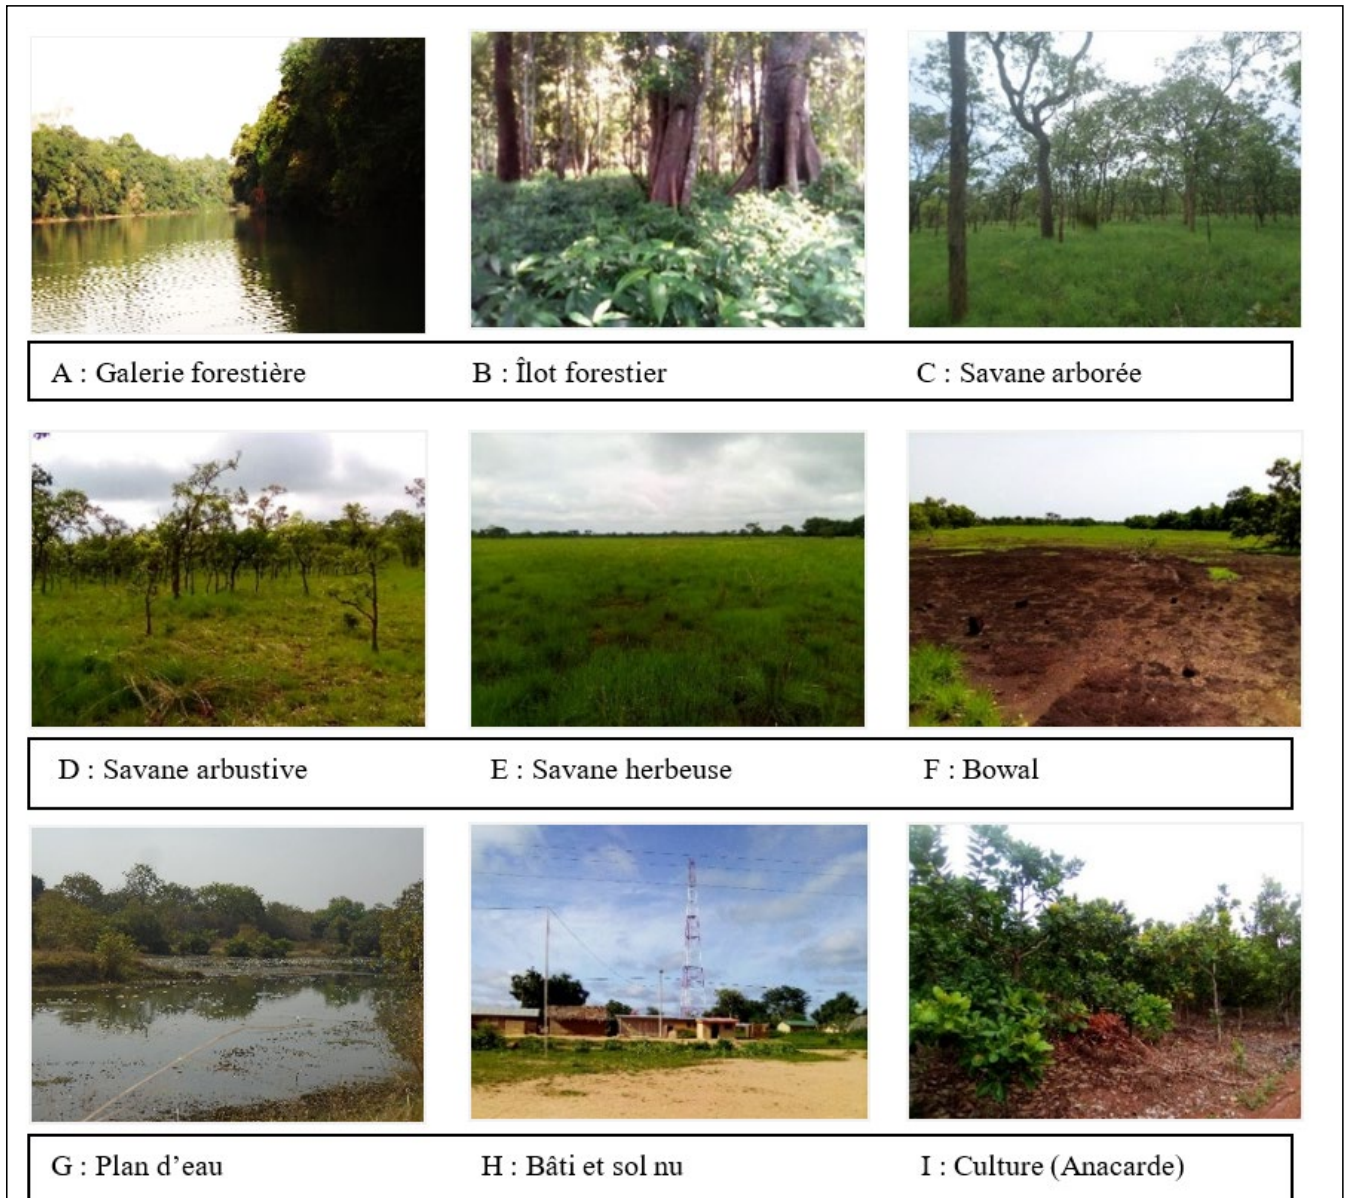 A : Galerie forestière B : Îlot forestier C : Savane arborée
D : Savane arbustive E : Savane herbeuse F : Bowal
G : Plan d’eau H : Bâti et sol nu I : Culture (Anacarde)